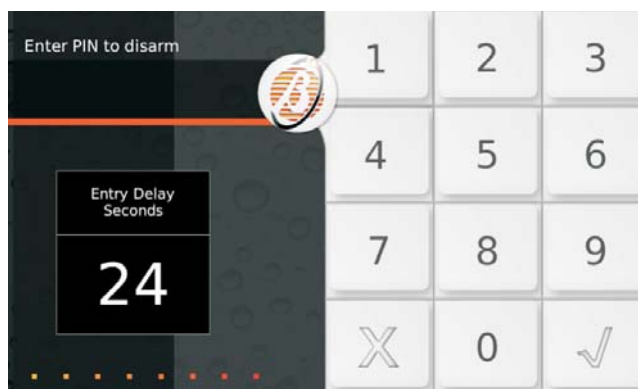 Enter PIN to disarm
1 2 3
4 5 6
Entry Delay
Seconds
24
7 8 9
X 0 √